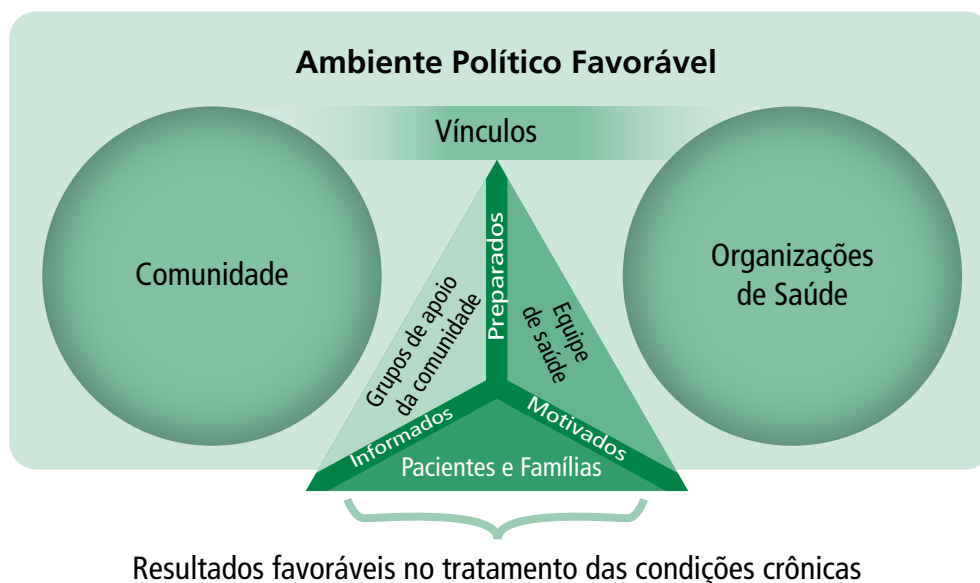 Ambiente Político Favorável
Vínculos
Comunidade
Organizações
de Saúde
Grupos de apoio
da comunidade
Preparados
Equipe
de saúde
Informados
Motivados
Pacientes e Famílias
Resultados favoráveis no tratamento das condições crônicas